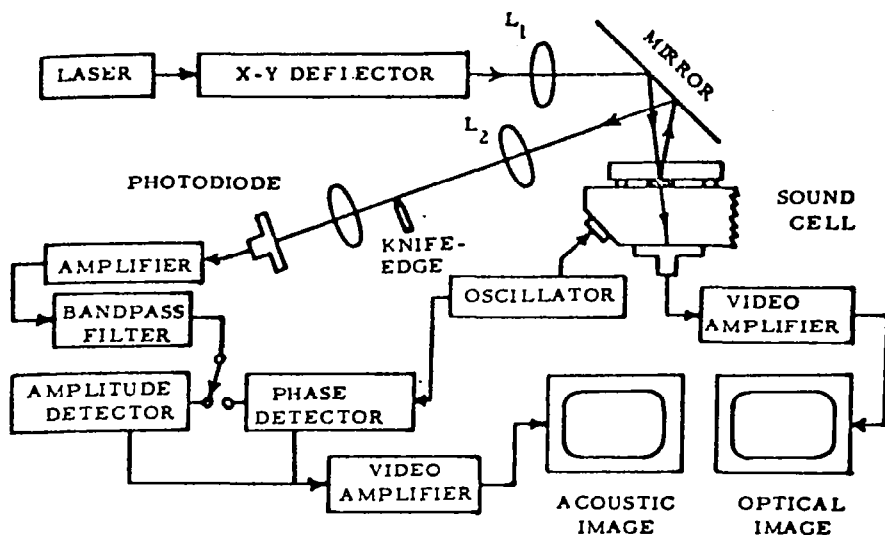 L1
LASER
X-Y DEFLECTOR
MIRROR
L2
PHOTODIODE
SOUND
CELL
KNIFE-
EDGE
AMPLIFIER
OSCILLATOR
VIDEO
AMPLIFIER
BANDPASS
FILTER
AMPLITUDE
DETECTOR
PHASE
DETECTOR
VIDEO
AMPLIFIER
ACOUSTIC
IMAGE
OPTICAL
IMAGE